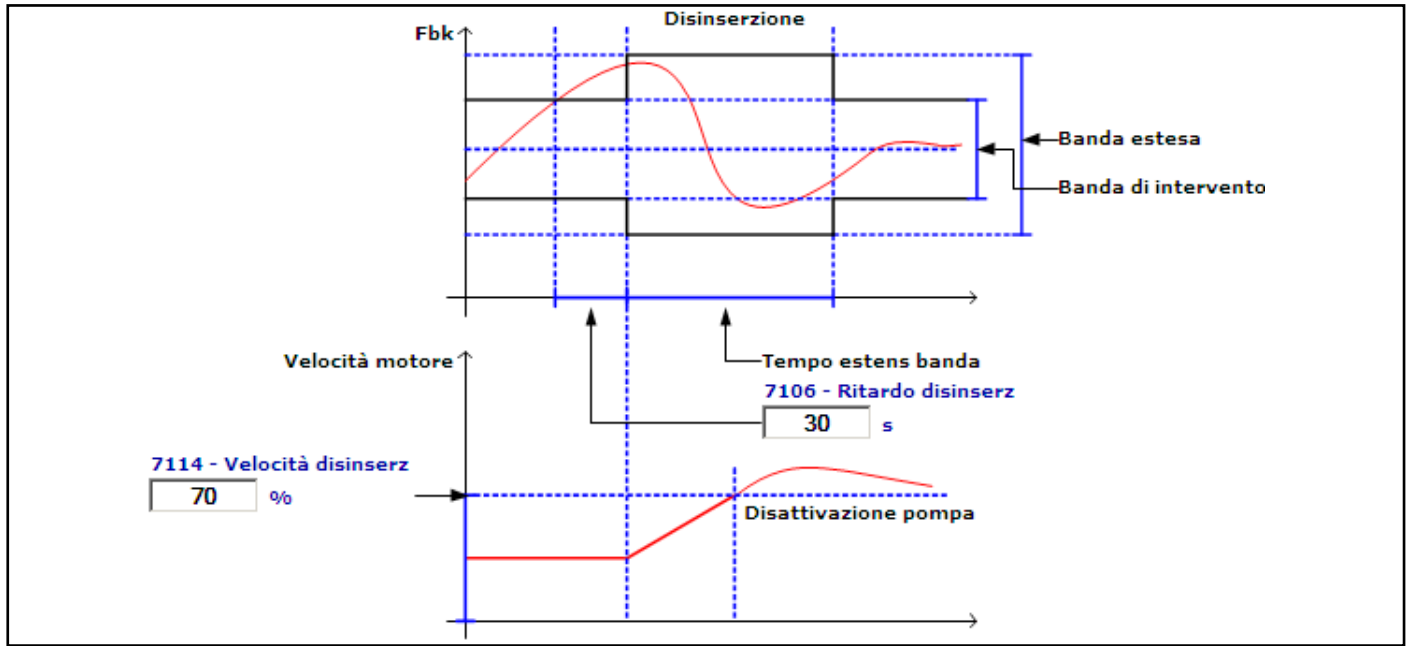 Disinserzione
Fbk
Banda estesa
Banda di intervento
Velocità motore
Tempo estens banda
7106 - Ritardo disinserz
30 s
7114 - Velocità disinserz
70 %
Disattivazione pompa